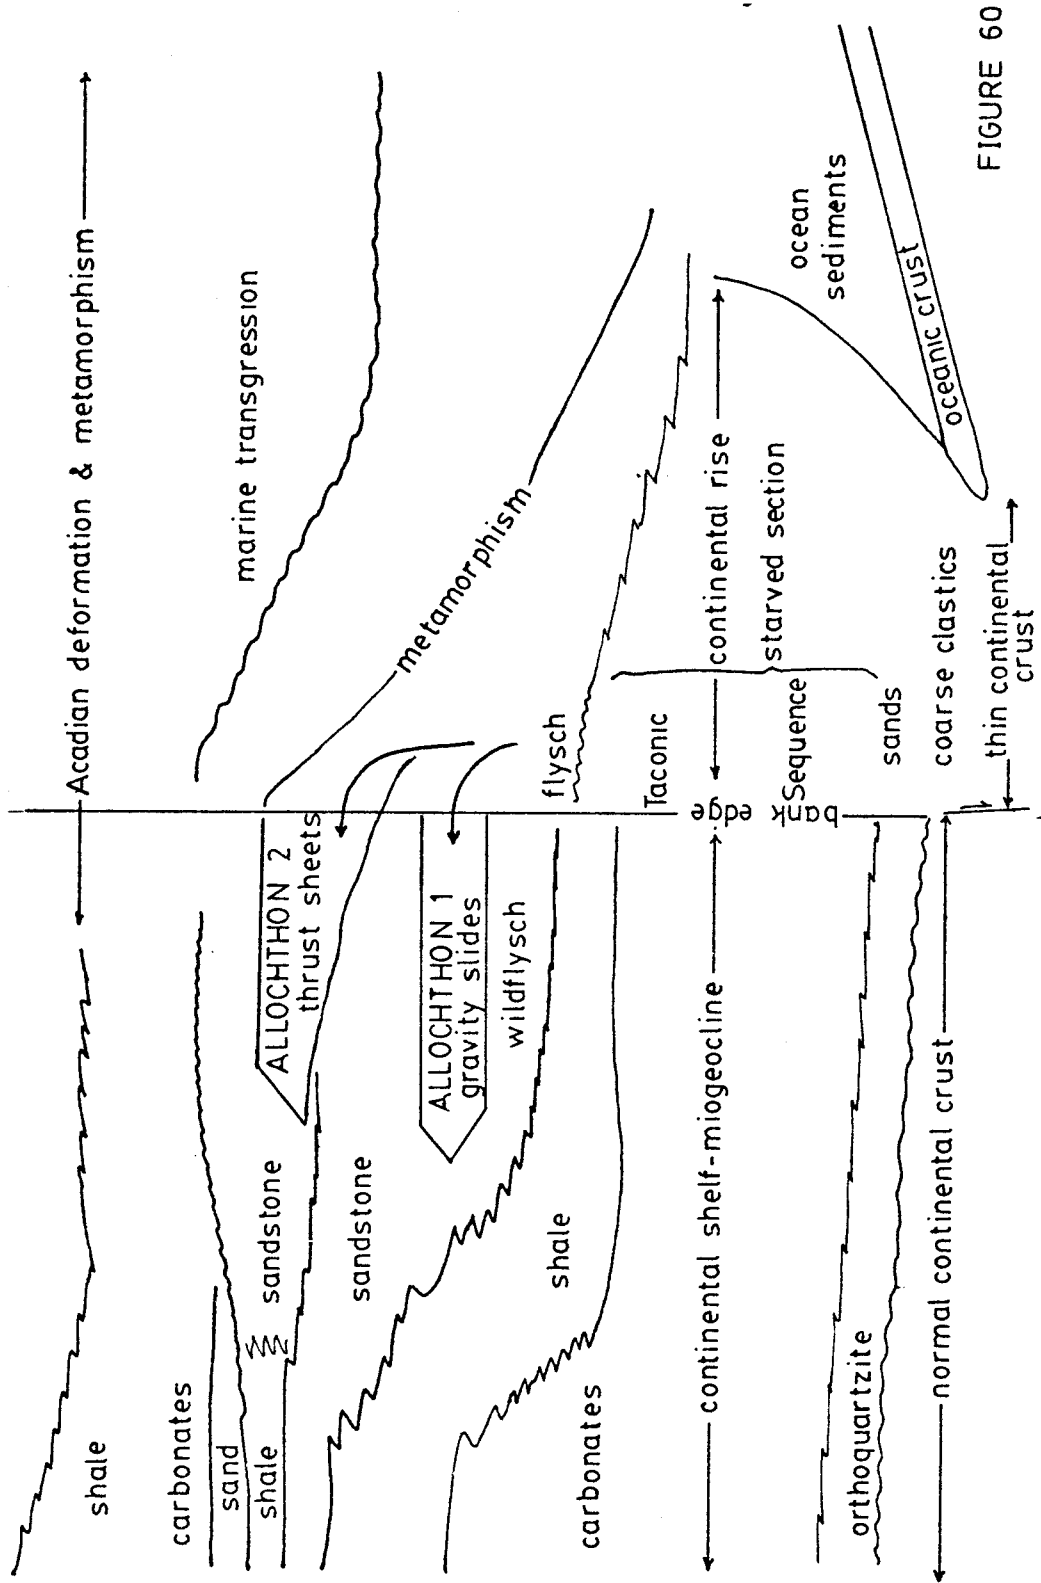 Acadian deformation & metamorphism
shale
marine transgression
carbonates
sand
shale
sandstone
ALLOCHTHON 2
thrust sheets
metamorphism
sandstone
ALLOCHTHON 1
gravity slides
wildflysch
flysch
shale
carbonates
Taconic
Sequence
continental shelf-miogeocline
bank edge
continental rise
starved section
ocean
sediments
orthoquartzite
sands
oceanic crust
coarse clastics
normal continental crust
thin continental
crust
FIGURE 60